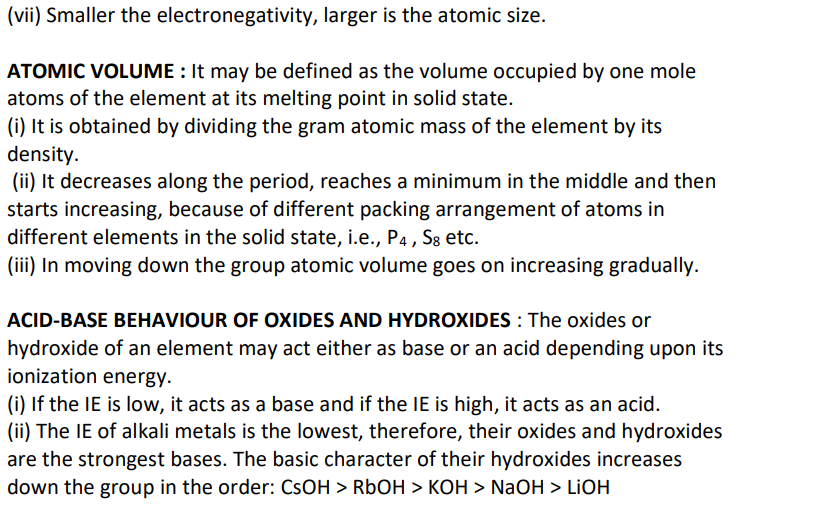 (vii) Smaller the electronegativity, larger is the atomic size.
ATOMIC VOLUME : It may be defined as the volume occupied by one mole
atoms of the element at its melting point in solid state.
(i) It is obtained by dividing the gram atomic mass of the element by its
density.
(ii) It decreases along the period, reaches a minimum in the middle and then
starts increasing, because of different packing arrangement of atoms in
different elements in the solid state, i.e., P₄ , S₈ etc.
(iii) In moving down the group atomic volume goes on increasing gradually.
ACID-BASE BEHAVIOUR OF OXIDES AND HYDROXIDES : The oxides or
hydroxide of an element may act either as base or an acid depending upon its
ionization energy.
(i) If the IE is low, it acts as a base and if the IE is high, it acts as an acid.
(ii) The IE of alkali metals is the lowest, therefore, their oxides and hydroxides
are the strongest bases. The basic character of their hydroxides increases
down the group in the order: CsOH > RbOH > KOH > NaOH > LiOH